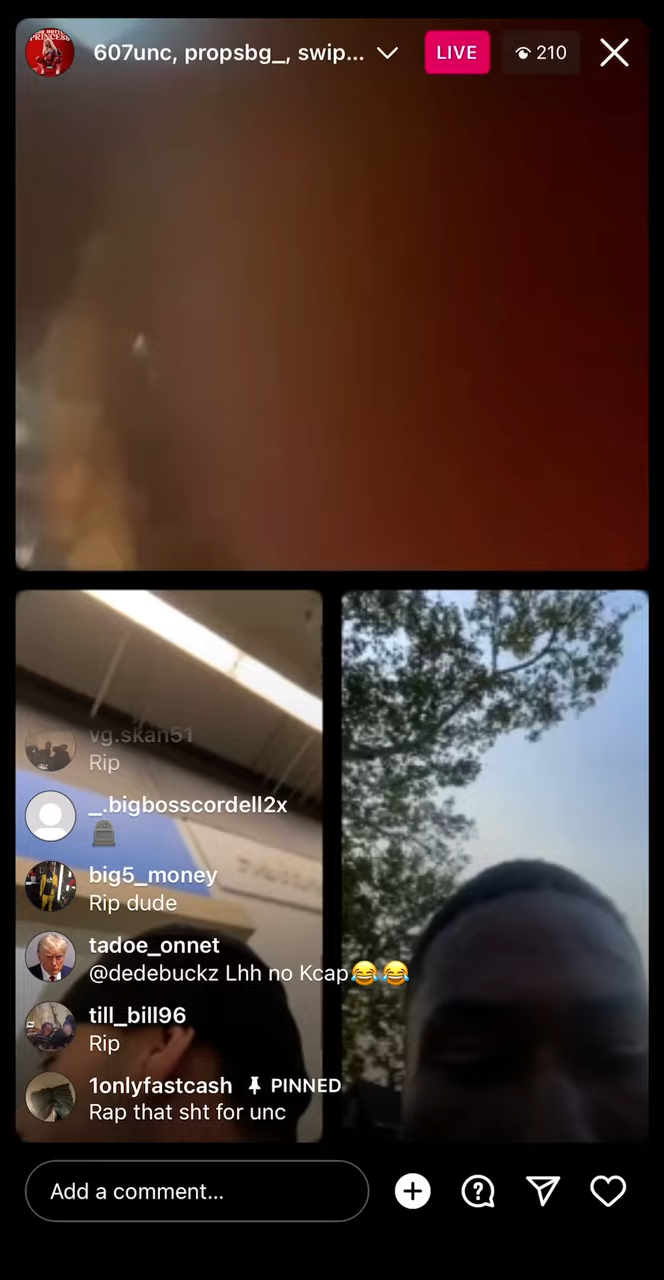 607unc, propsbg_, swip...
LIVE
210
vg.skan51
Rip
_.bigbosscordell2x
big5_money
Rip dude
tadoe_onnet
@dedebuckz Lhh no Kcap😂😂
till_bill96
Rip
1onlyfastcash PINNED
Rap that sht for unc
Add a comment...